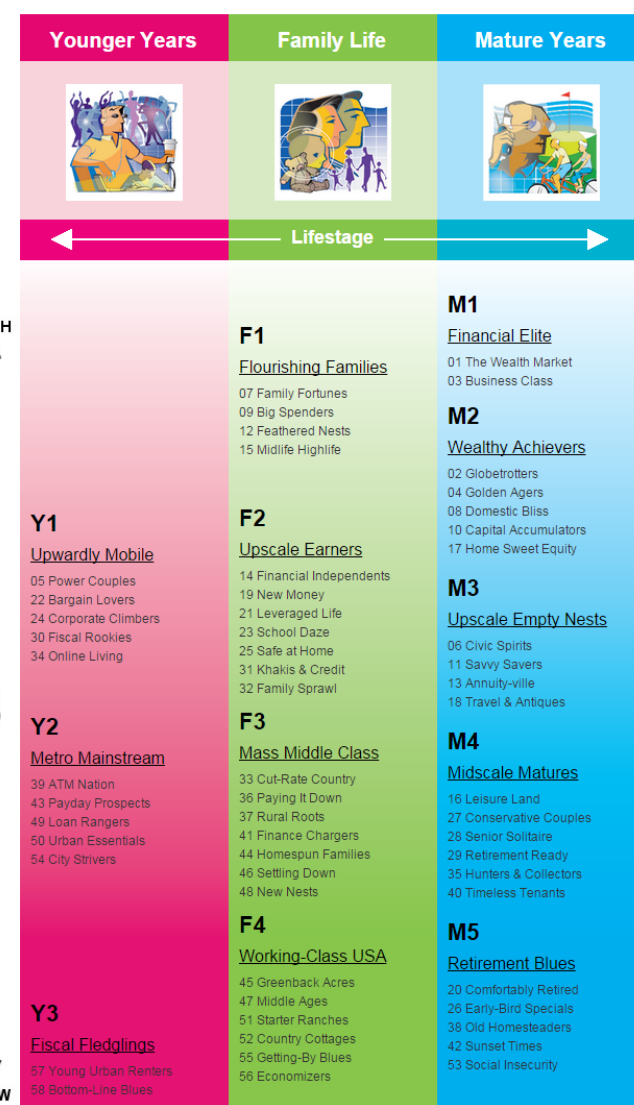 Younger Years
Family Life
Mature Years
Lifestage
H
Y1
Upwardly Mobile
05 Power Couples
22 Bargain Lovers
24 Corporate Climbers
30 Fiscal Rookies
34 Online Living
Y2
Metro Mainstream
39 ATM Nation
43 Payday Prospects
49 Loan Rangers
50 Urban Essentials
54 City Strivers
Y3
Fiscal Fledglings
57 Young Urban Renters
58 Bottom-Line Blues
W
F1
Flourishing Families
07 Family Fortunes
09 Big Spenders
12 Feathered Nests
15 Midlife Highlife
F2
Upscale Earners
14 Financial Independents
19 New Money
21 Leveraged Life
23 School Daze
25 Safe at Home
31 Khakis & Credit
32 Family Sprawl
F3
Mass Middle Class
33 Cut-Rate Country
36 Paying It Down
37 Rural Roots
41 Finance Chargers
44 Homespun Families
46 Settling Down
48 New Nests
F4
Working-Class USA
45 Greenback Acres
47 Middle Ages
51 Starter Ranches
52 Country Cottages
55 Getting-By Blues
56 Economizers
M1
Financial Elite
01 The Wealth Market
03 Business Class
M2
Wealthy Achievers
02 Globetrotters
04 Golden Agers
08 Domestic Bliss
10 Capital Accumulators
17 Home Sweet Equity
M3
Upscale Empty Nests
06 Civic Spirits
11 Savvy Savers
13 Annuity-ville
18 Travel & Antiques
M4
Midscale Matures
16 Leisure Land
27 Conservative Couples
28 Senior Solitaire
29 Retirement Ready
35 Hunters & Collectors
40 Timeless Tenants
M5
Retirement Blues
20 Comfortably Retired
26 Early-Bird Specials
38 Old Homesteaders
42 Sunset Times
53 Social Insecurity